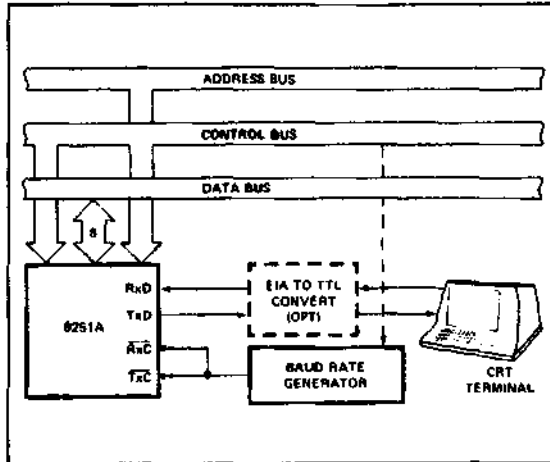 ADDRESS BUS
CONTROL BUS
DATA BUS
8
8251A
RxD
TxD
RxC
TxC
EIA TO TTL
CONVERT
(OPT)
BAUD RATE
GENERATOR
CRT
TERMINAL